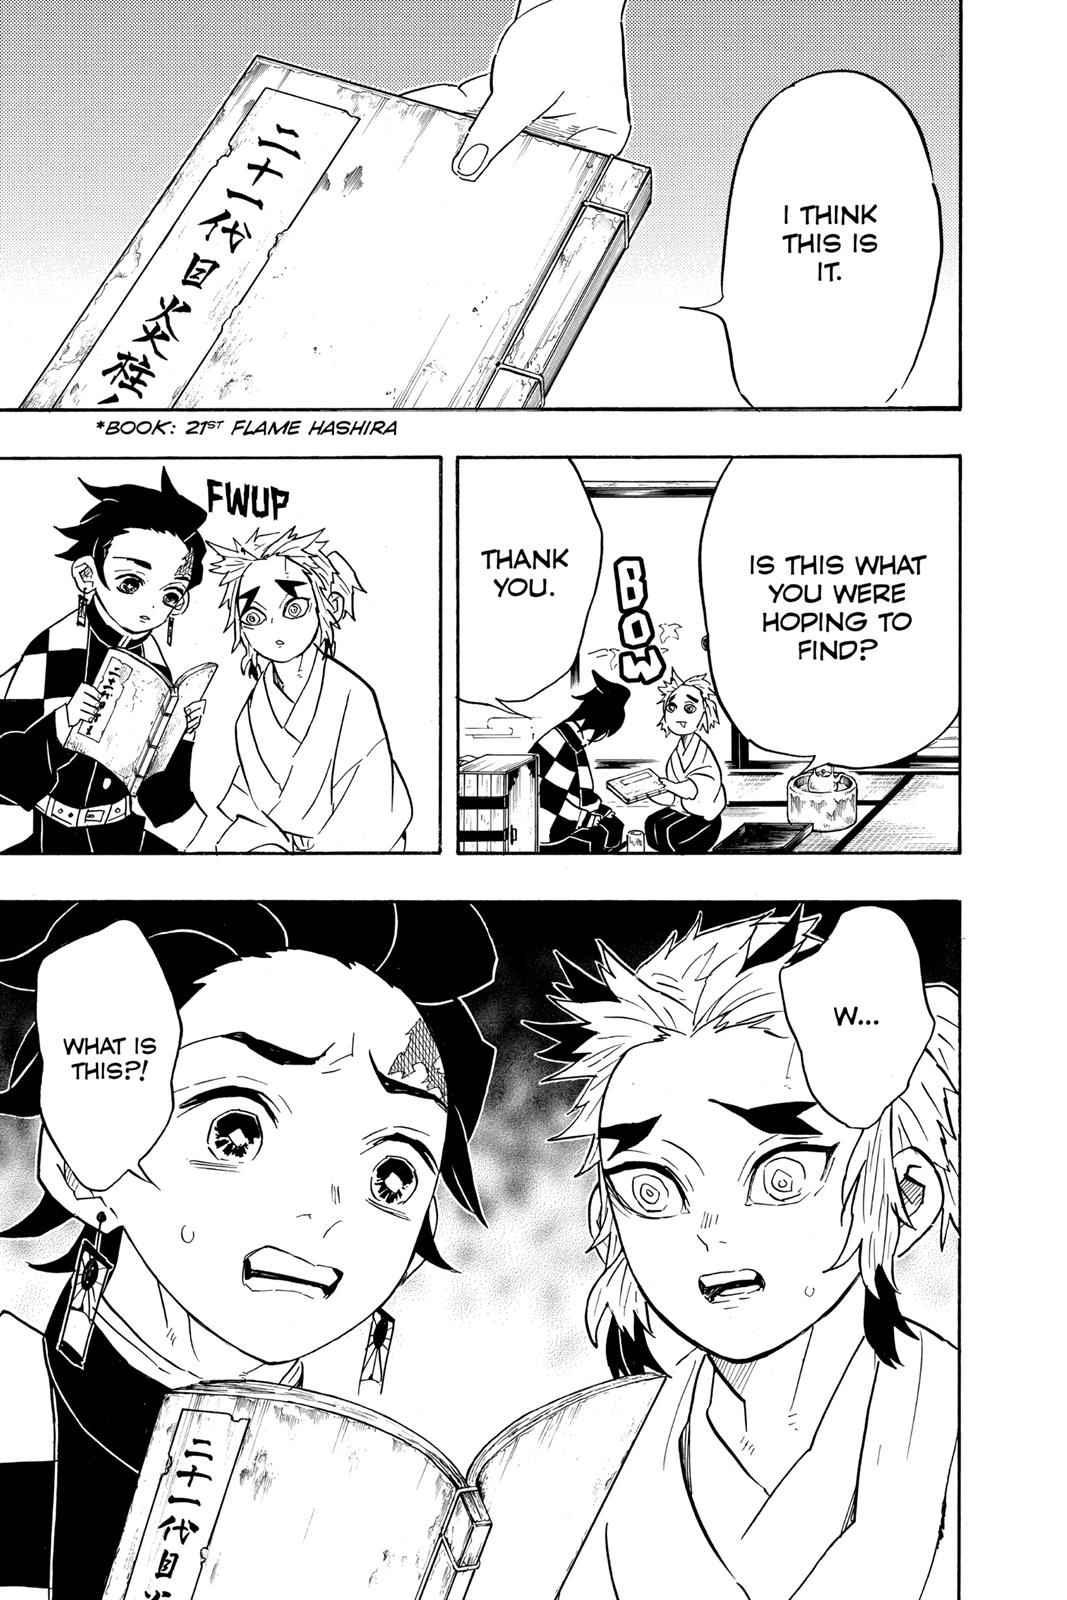 I THINK
THIS IS
IT.
二十一代目炎柱
*BOOK: 21ST FLAME HASHIRA
IS THIS WHAT
YOU WERE
HOPING TO
FIND?
BOW
THANK
YOU.
FWUP
W...
WHAT IS
THIS?!
二十一代目炎